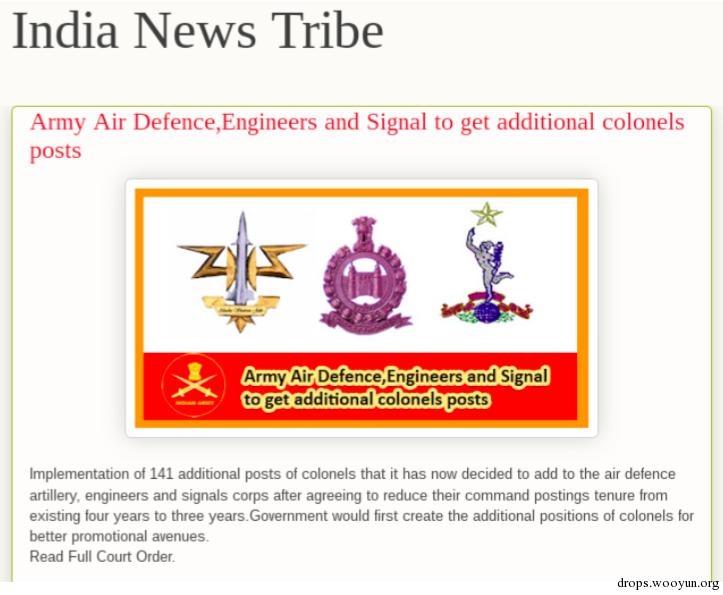 India News Tribe
Army Air Defence,Engineers and Signal to get additional colonels
posts
INDIAN ARMY
Army Air Defence,Engineers and Signal
to get additional colonels posts
Implementation of 141 additional posts of colonels that it has now decided to add to the air defence
artillery, engineers and signals corps after agreeing to reduce their command postings tenure from
existing four years to three years.Government would first create the additional positions of colonels for
better promotional avenues.
Read Full Court Order.
drops.wooyun.org